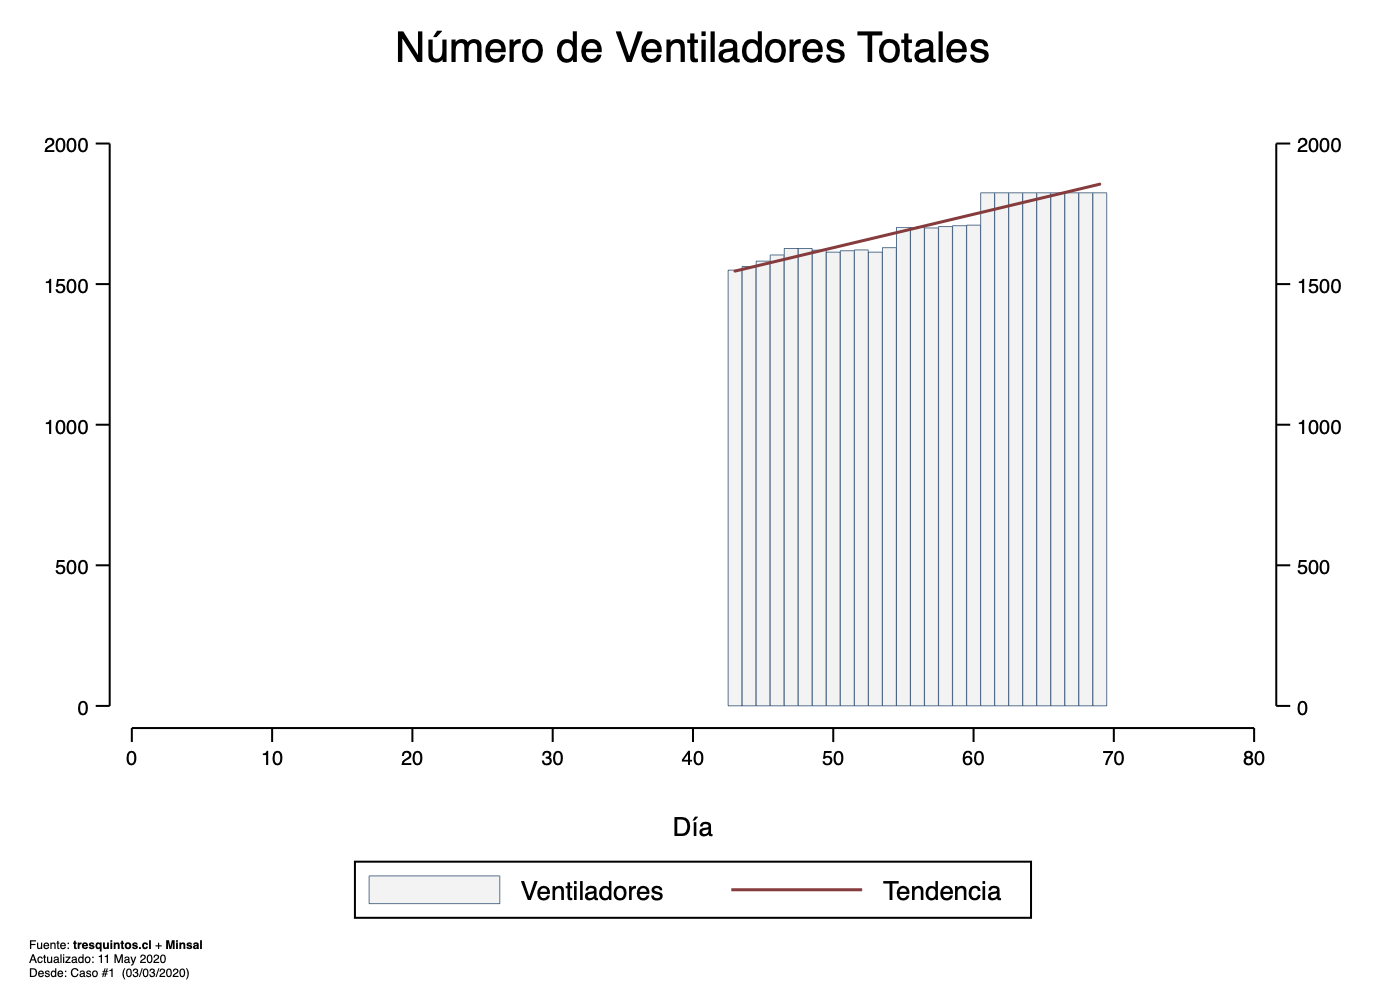 Número de Ventiladores Totales
2000 2000
1500 1500
1000 1000
500 500
0 0
0 10 20 30 40 50 60 70 80
Día
Ventiladores Tendencia
Fuente: tresquintos.cl + Minsal
Actualizado: 11 May 2020
Desde: Caso #1 (03/03/2020)